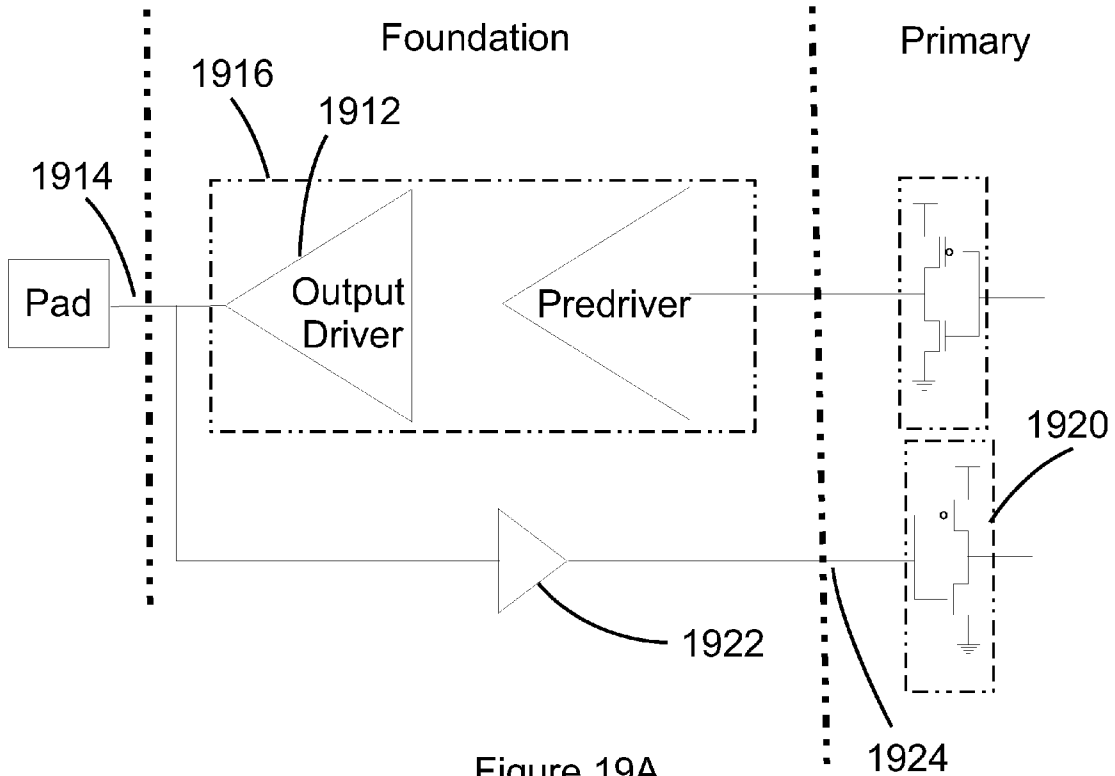 Foundation
Primary
1916
1912
1914
Pad
Output
Driver
Predriver
1920
1922
1924
Figure 19A